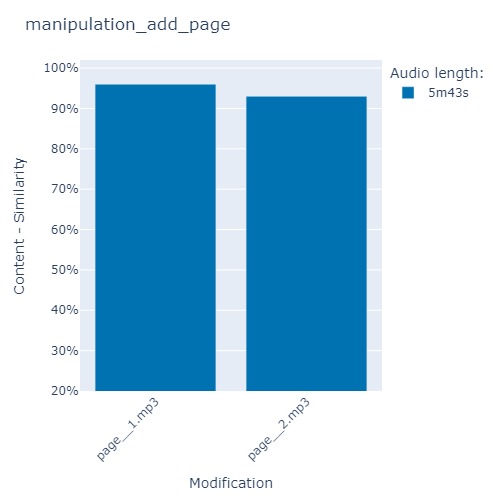 manipulation_add_page
100%
90%
80%
70%
60%
50%
40%
30%
20%
Content - Similarity
page__1.mp3
page__2.mp3
Modification
Audio length:
5m43s